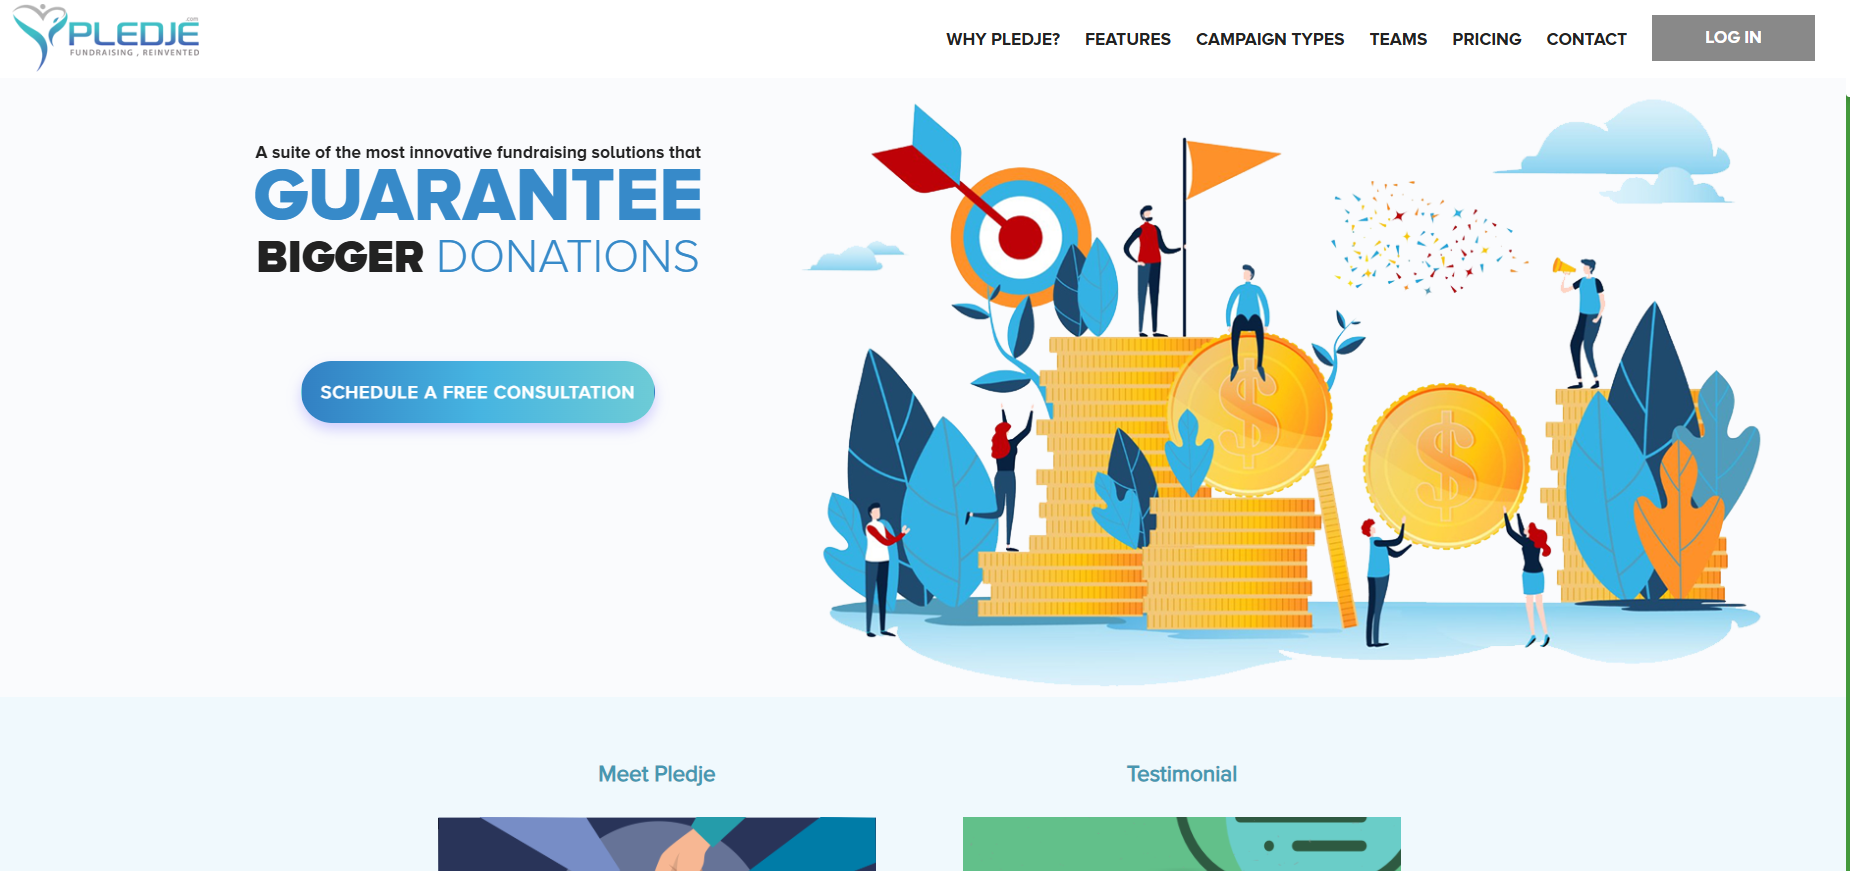 .com
PLEDJE
FUNDRAISING , REINVENTED
WHY PLEDJE? FEATURES CAMPAIGN TYPES TEAMS PRICING CONTACT LOG IN
A suite of the most innovative fundraising solutions that
GUARANTEE
BIGGER DONATIONS
SCHEDULE A FREE CONSULTATION
$
$
Meet Pledje Testimonial